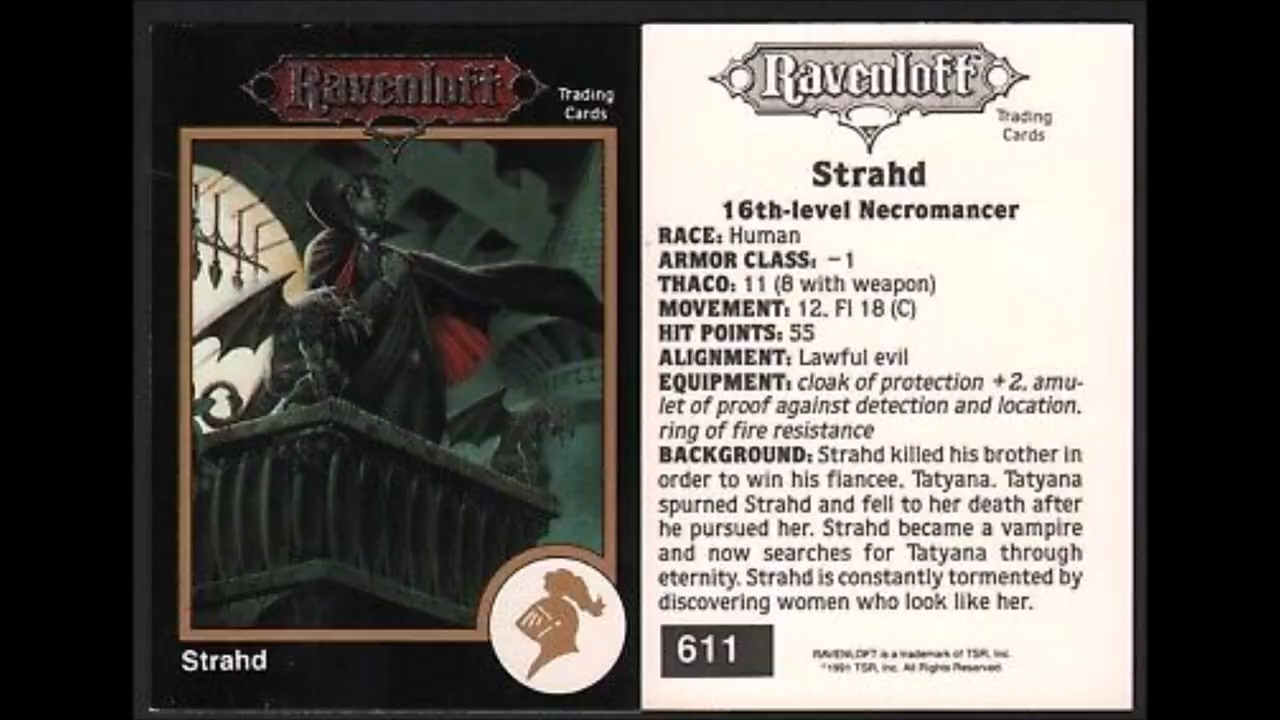 Ravenloft
Trading
Cards
Strahd
Ravenloft
Trading
Cards
Strahd
16th-level Necromancer
RACE: Human
ARMOR CLASS: −1
THACO: 11 (8 with weapon)
MOVEMENT: 12, Fl 18 (C)
HIT POINTS: 55
ALIGNMENT: Lawful evil
EQUIPMENT: cloak of protection +2, amu-
let of proof against detection and location,
ring of fire resistance
BACKGROUND: Strahd killed his brother in
order to win his fiancee, Tatyana. Tatyana
spurned Strahd and fell to her death after
he pursued her. Strahd became a vampire
and now searches for Tatyana through
eternity. Strahd is constantly tormented by
discovering women who look like her.
611
RAVENLOFT is a trademark of TSR, Inc.
©1991 TSR, Inc. All Rights Reserved.